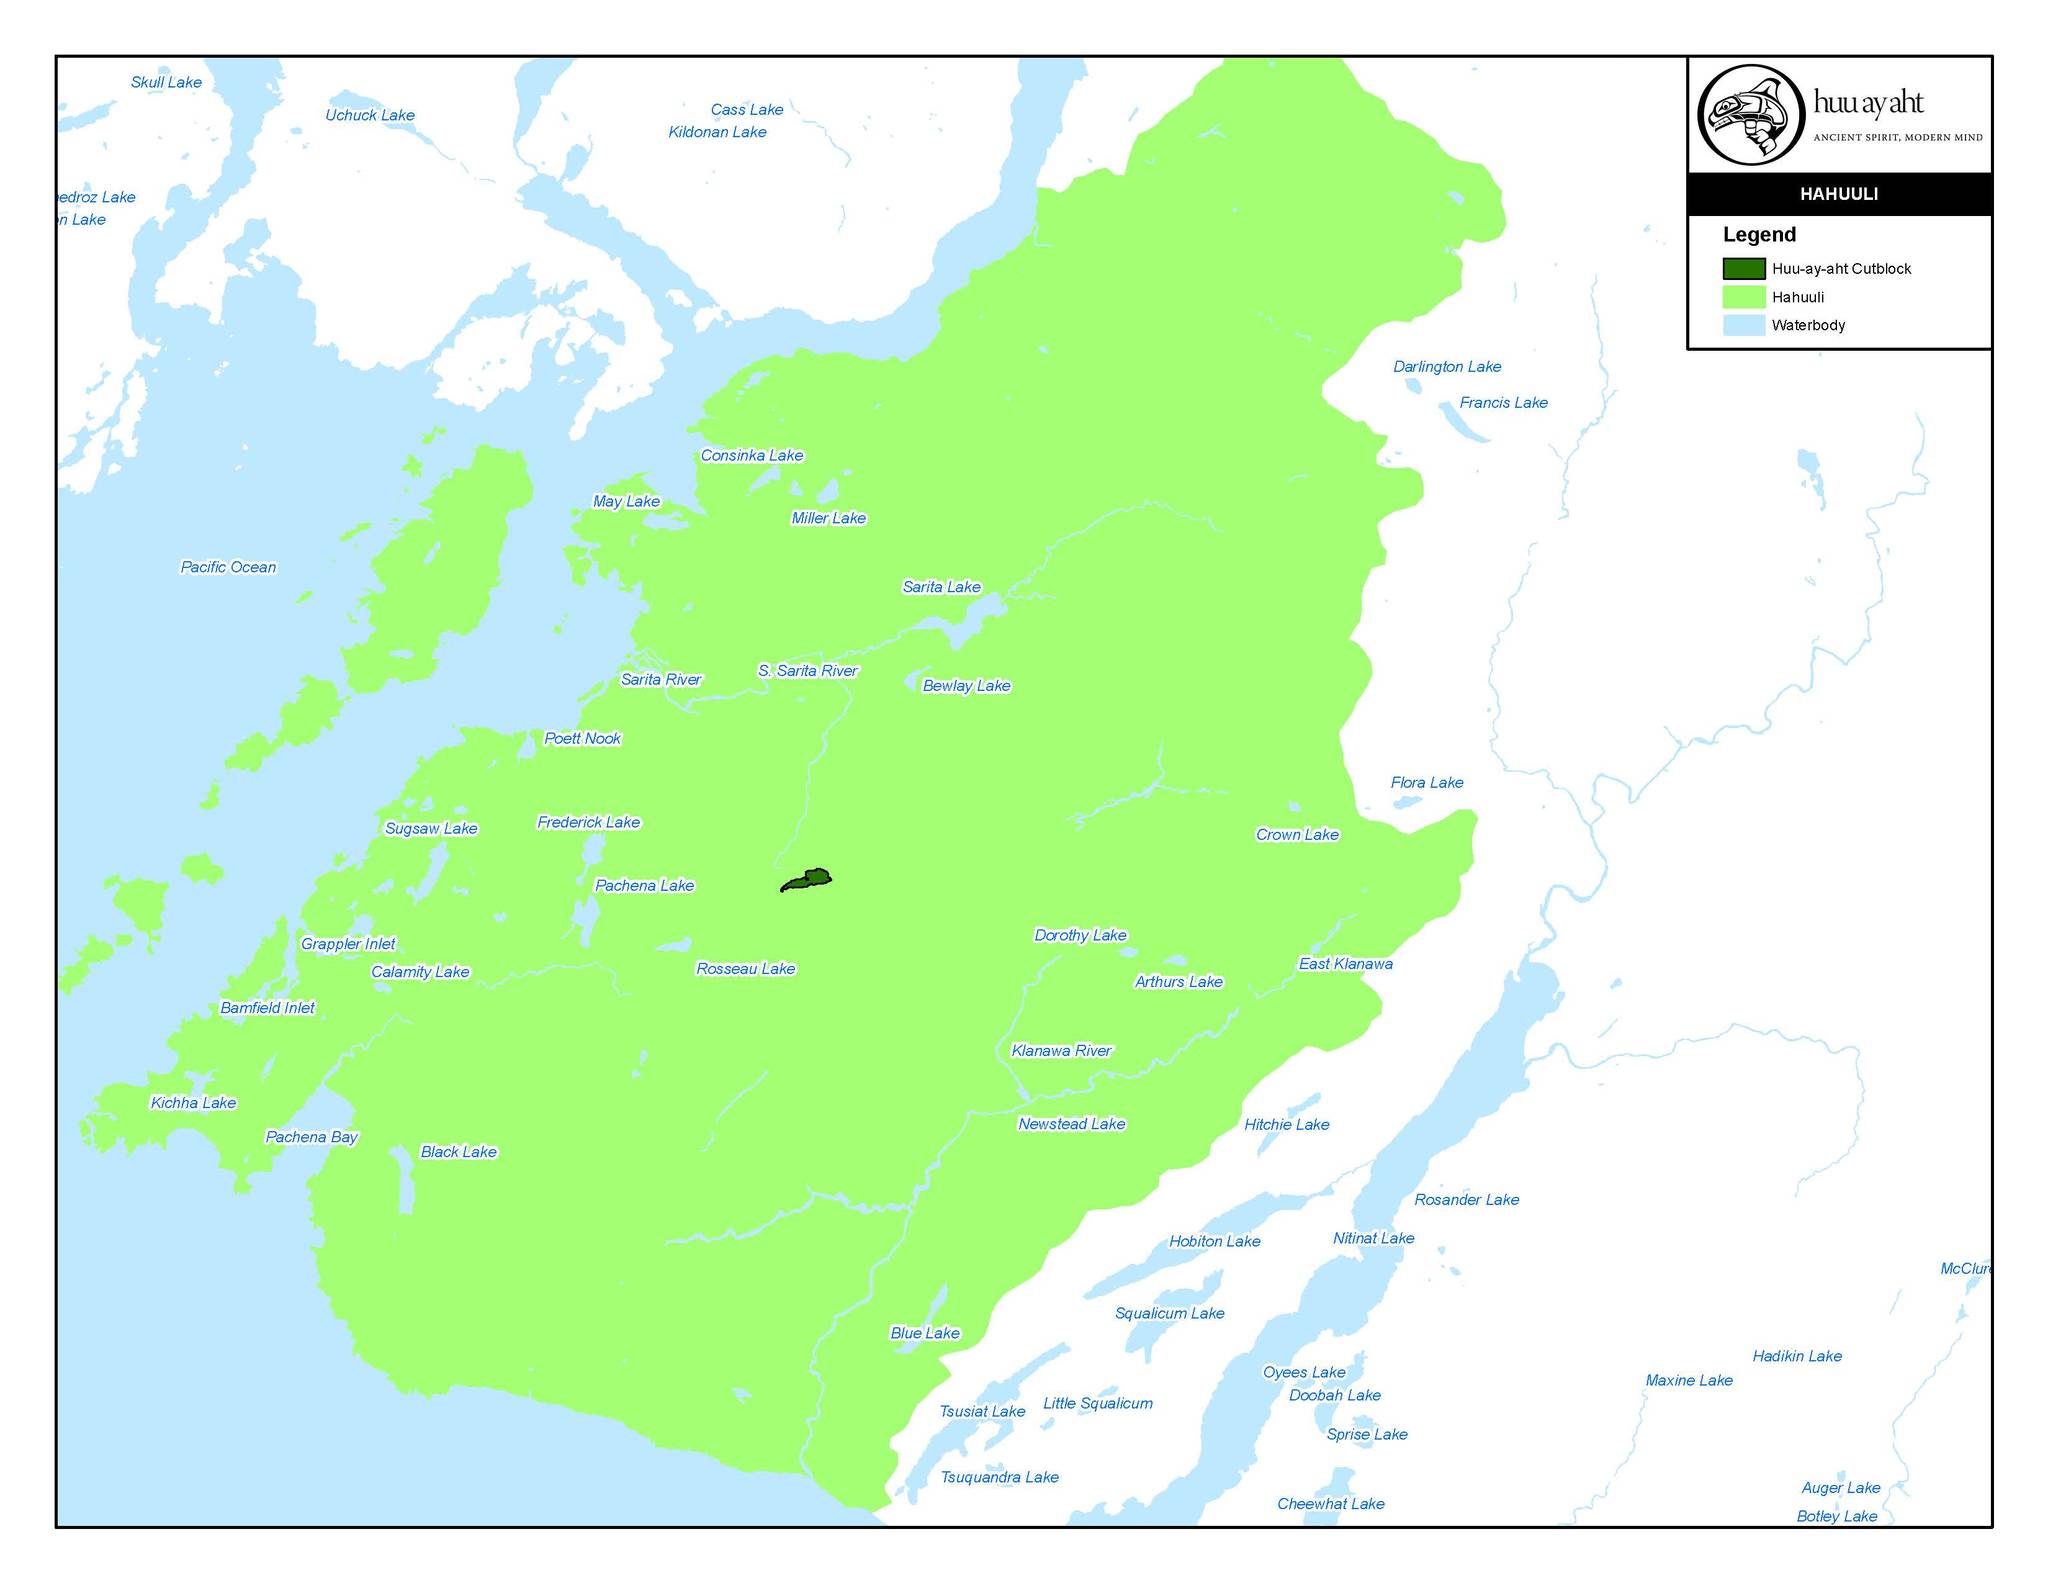 Skull Lake
Uchuck Lake
Cass Lake
Kildonan Lake
huu ay aht
ANCIENT SPIRIT, MODERN MIND
HAHUULI
Legend
Huu-ay-aht Cutblock
Hahuuli
Waterbody
edroz Lake
n Lake
Darlington Lake
Francis Lake
Consinka Lake
May Lake
Miller Lake
Pacific Ocean
Sarita Lake
S. Sarita River
Sarita River
Bewlay Lake
Poett Nook
Flora Lake
Frederick Lake
Sugsaw Lake
Crown Lake
Pachena Lake
Dorothy Lake
Grappler Inlet
East Klanawa
Rosseau Lake
Calamity Lake
Arthurs Lake
Bamfield Inlet
Klanawa River
Kichha Lake
Newstead Lake
Hitchie Lake
Pachena Bay
Black Lake
Rosander Lake
Nitinat Lake
Hobiton Lake
McClure
Squalicum Lake
Blue Lake
Hadikin Lake
Oyees Lake
Maxine Lake
Doobah Lake
Little Squalicum
Tsusiat Lake
Sprise Lake
Tsuquandra Lake
Auger Lake
Cheewhat Lake
Botley Lake